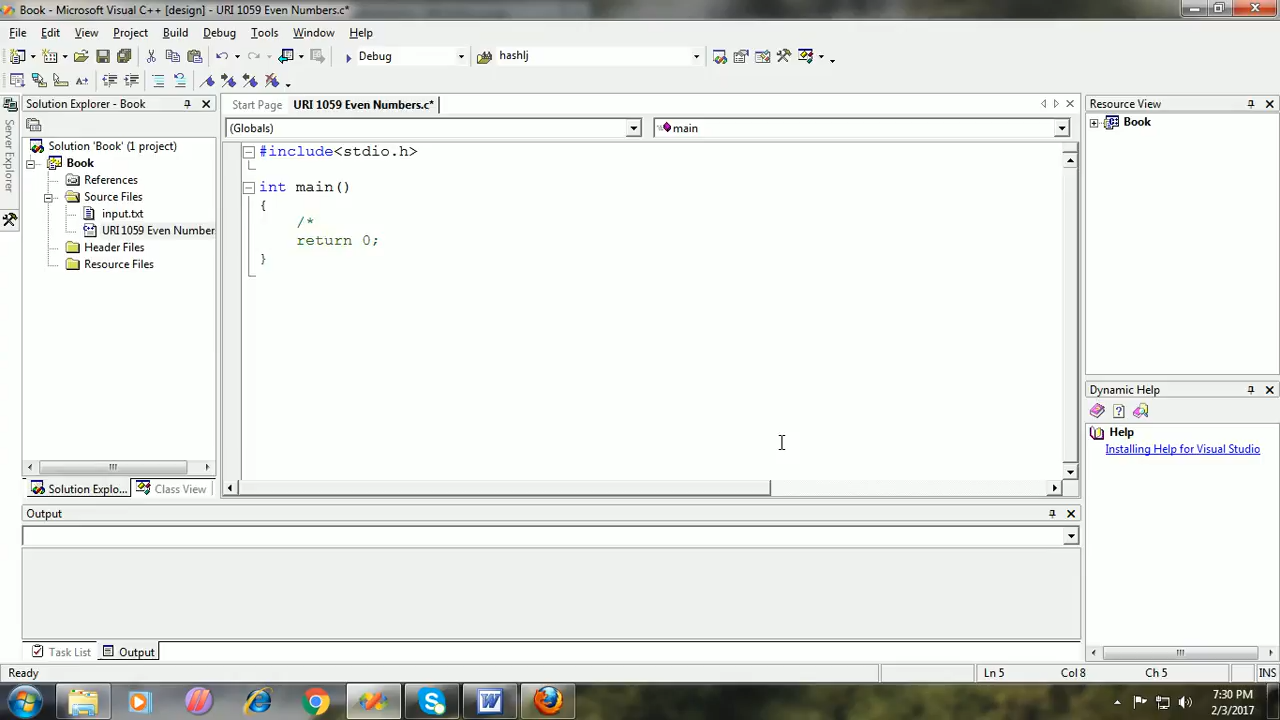 Book - Microsoft Visual C++ [design] - URI 1059 Even Numbers.c*
File Edit View Project Build Debug Tools Window Help
Debug hashlj
Solution Explorer - Book
Start Page URI 1059 Even Numbers.c*
Resource View
(Globals) main
Book
Server Explorer
Solution 'Book' (1 project)
Book
References
Source Files
input.txt
URI 1059 Even Number
Header Files
Resource Files
#include<stdio.h>
int main()
{
/*
return 0;
}
Dynamic Help
Help
Installing Help for Visual Studio
Solution Explo... Class View
Output
Task List Output
Ready Ln 5 Col 8 Ch 5 INS
7:30 PM
2/3/2017